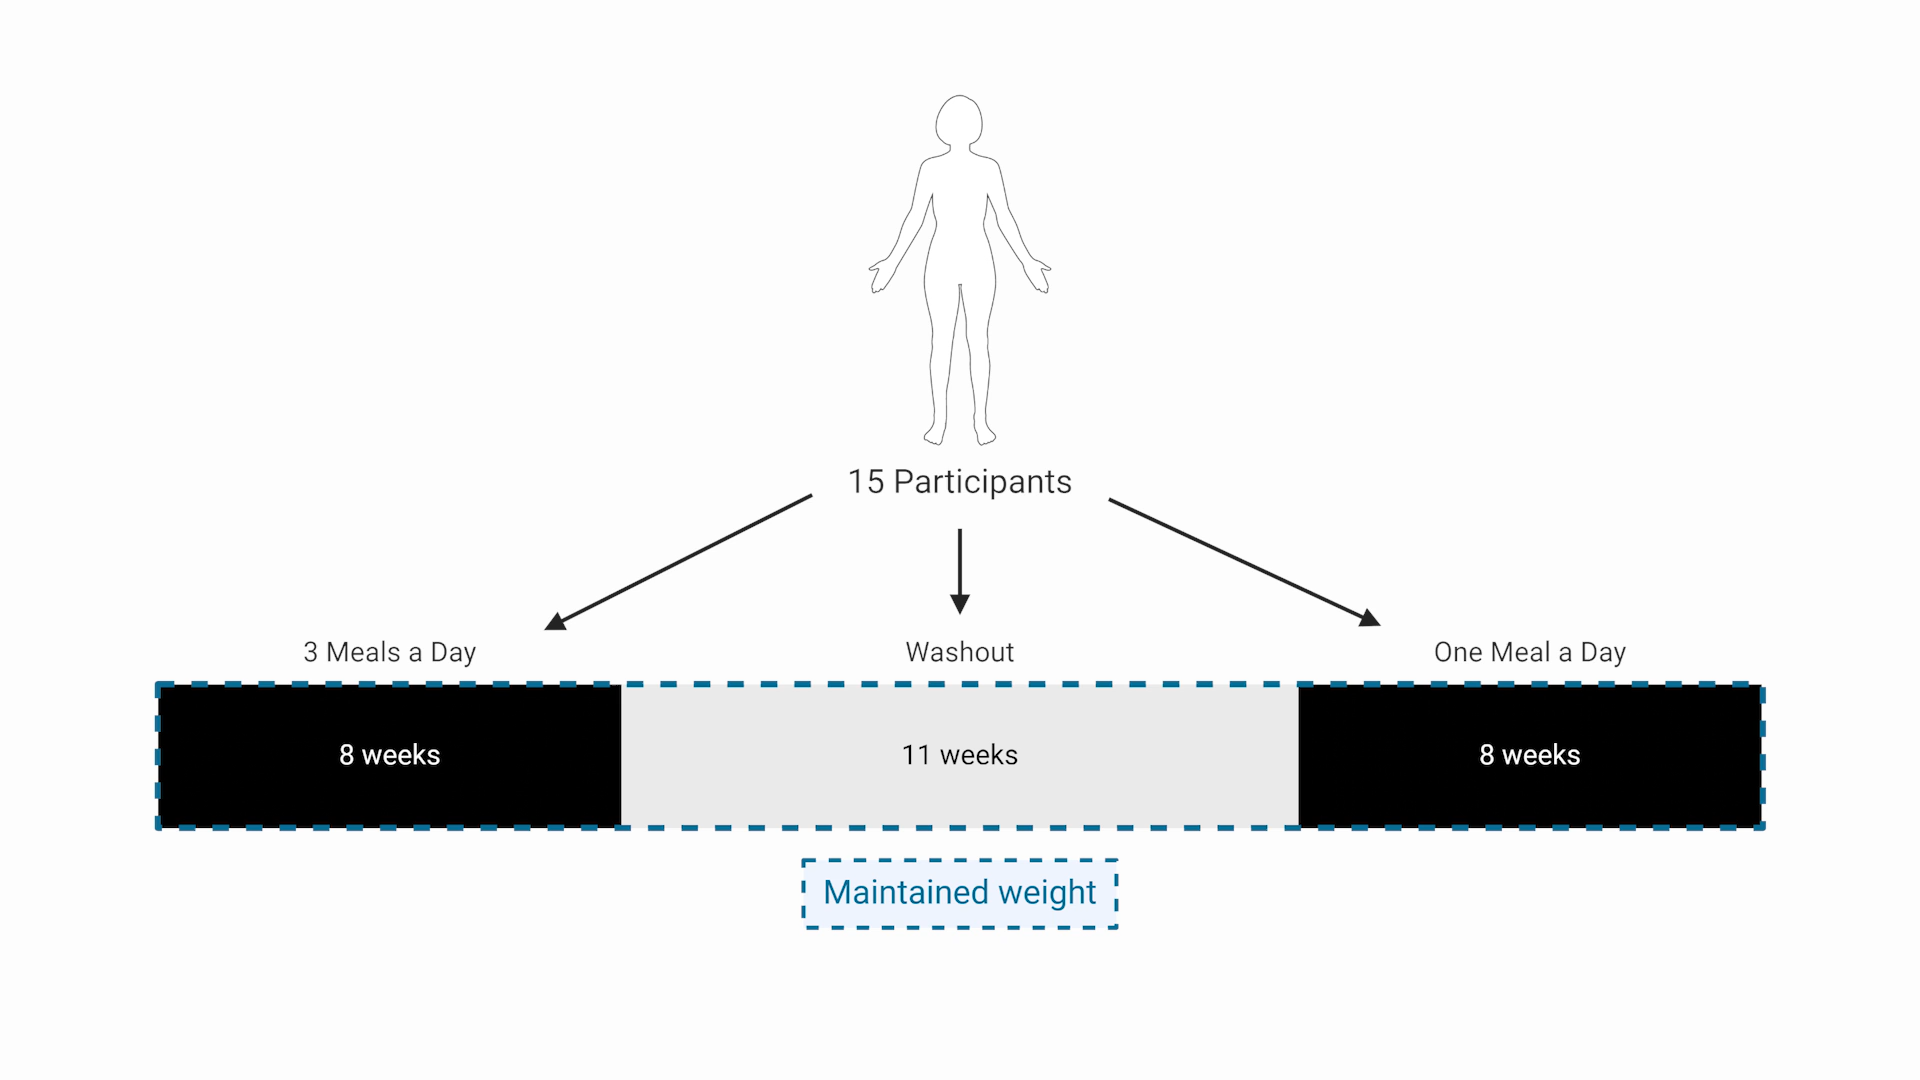 15 Participants
3 Meals a Day
Washout
One Meal a Day
8 weeks
11 weeks
8 weeks
Maintained weight